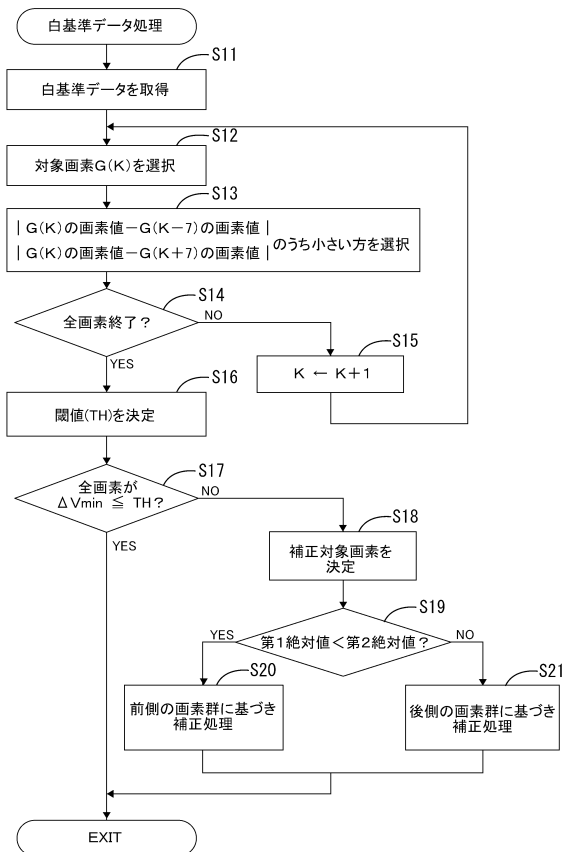 白基準データ処理
S11
白基準データを取得
S12
対象画素G(K)を選択
S13
｜G(K)の画素値－G(K－7)の画素値｜
｜G(K)の画素値－G(K＋7)の画素値｜
のうち小さい方を選択
S14
全画素終了？
NO
S15
K ← K＋1
YES
S16
閾値(TH)を決定
S17
全画素が
ΔVmin ≦ TH？
NO
YES
S18
補正対象画素を
決定
S19
第1絶対値＜第2絶対値？
YES
NO
S20
前側の画素群に基づき
補正処理
S21
後側の画素群に基づき
補正処理
EXIT